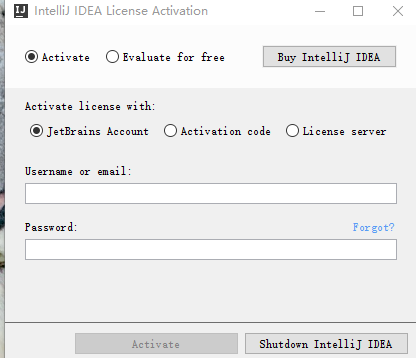 IJ IntelliJ IDEA License Activation
Activate Evaluate for free Buy IntelliJ IDEA
Activate license with:
JetBrains Account Activation code License server
Username or email:
Password: Forgot?
Activate Shutdown IntelliJ IDEA